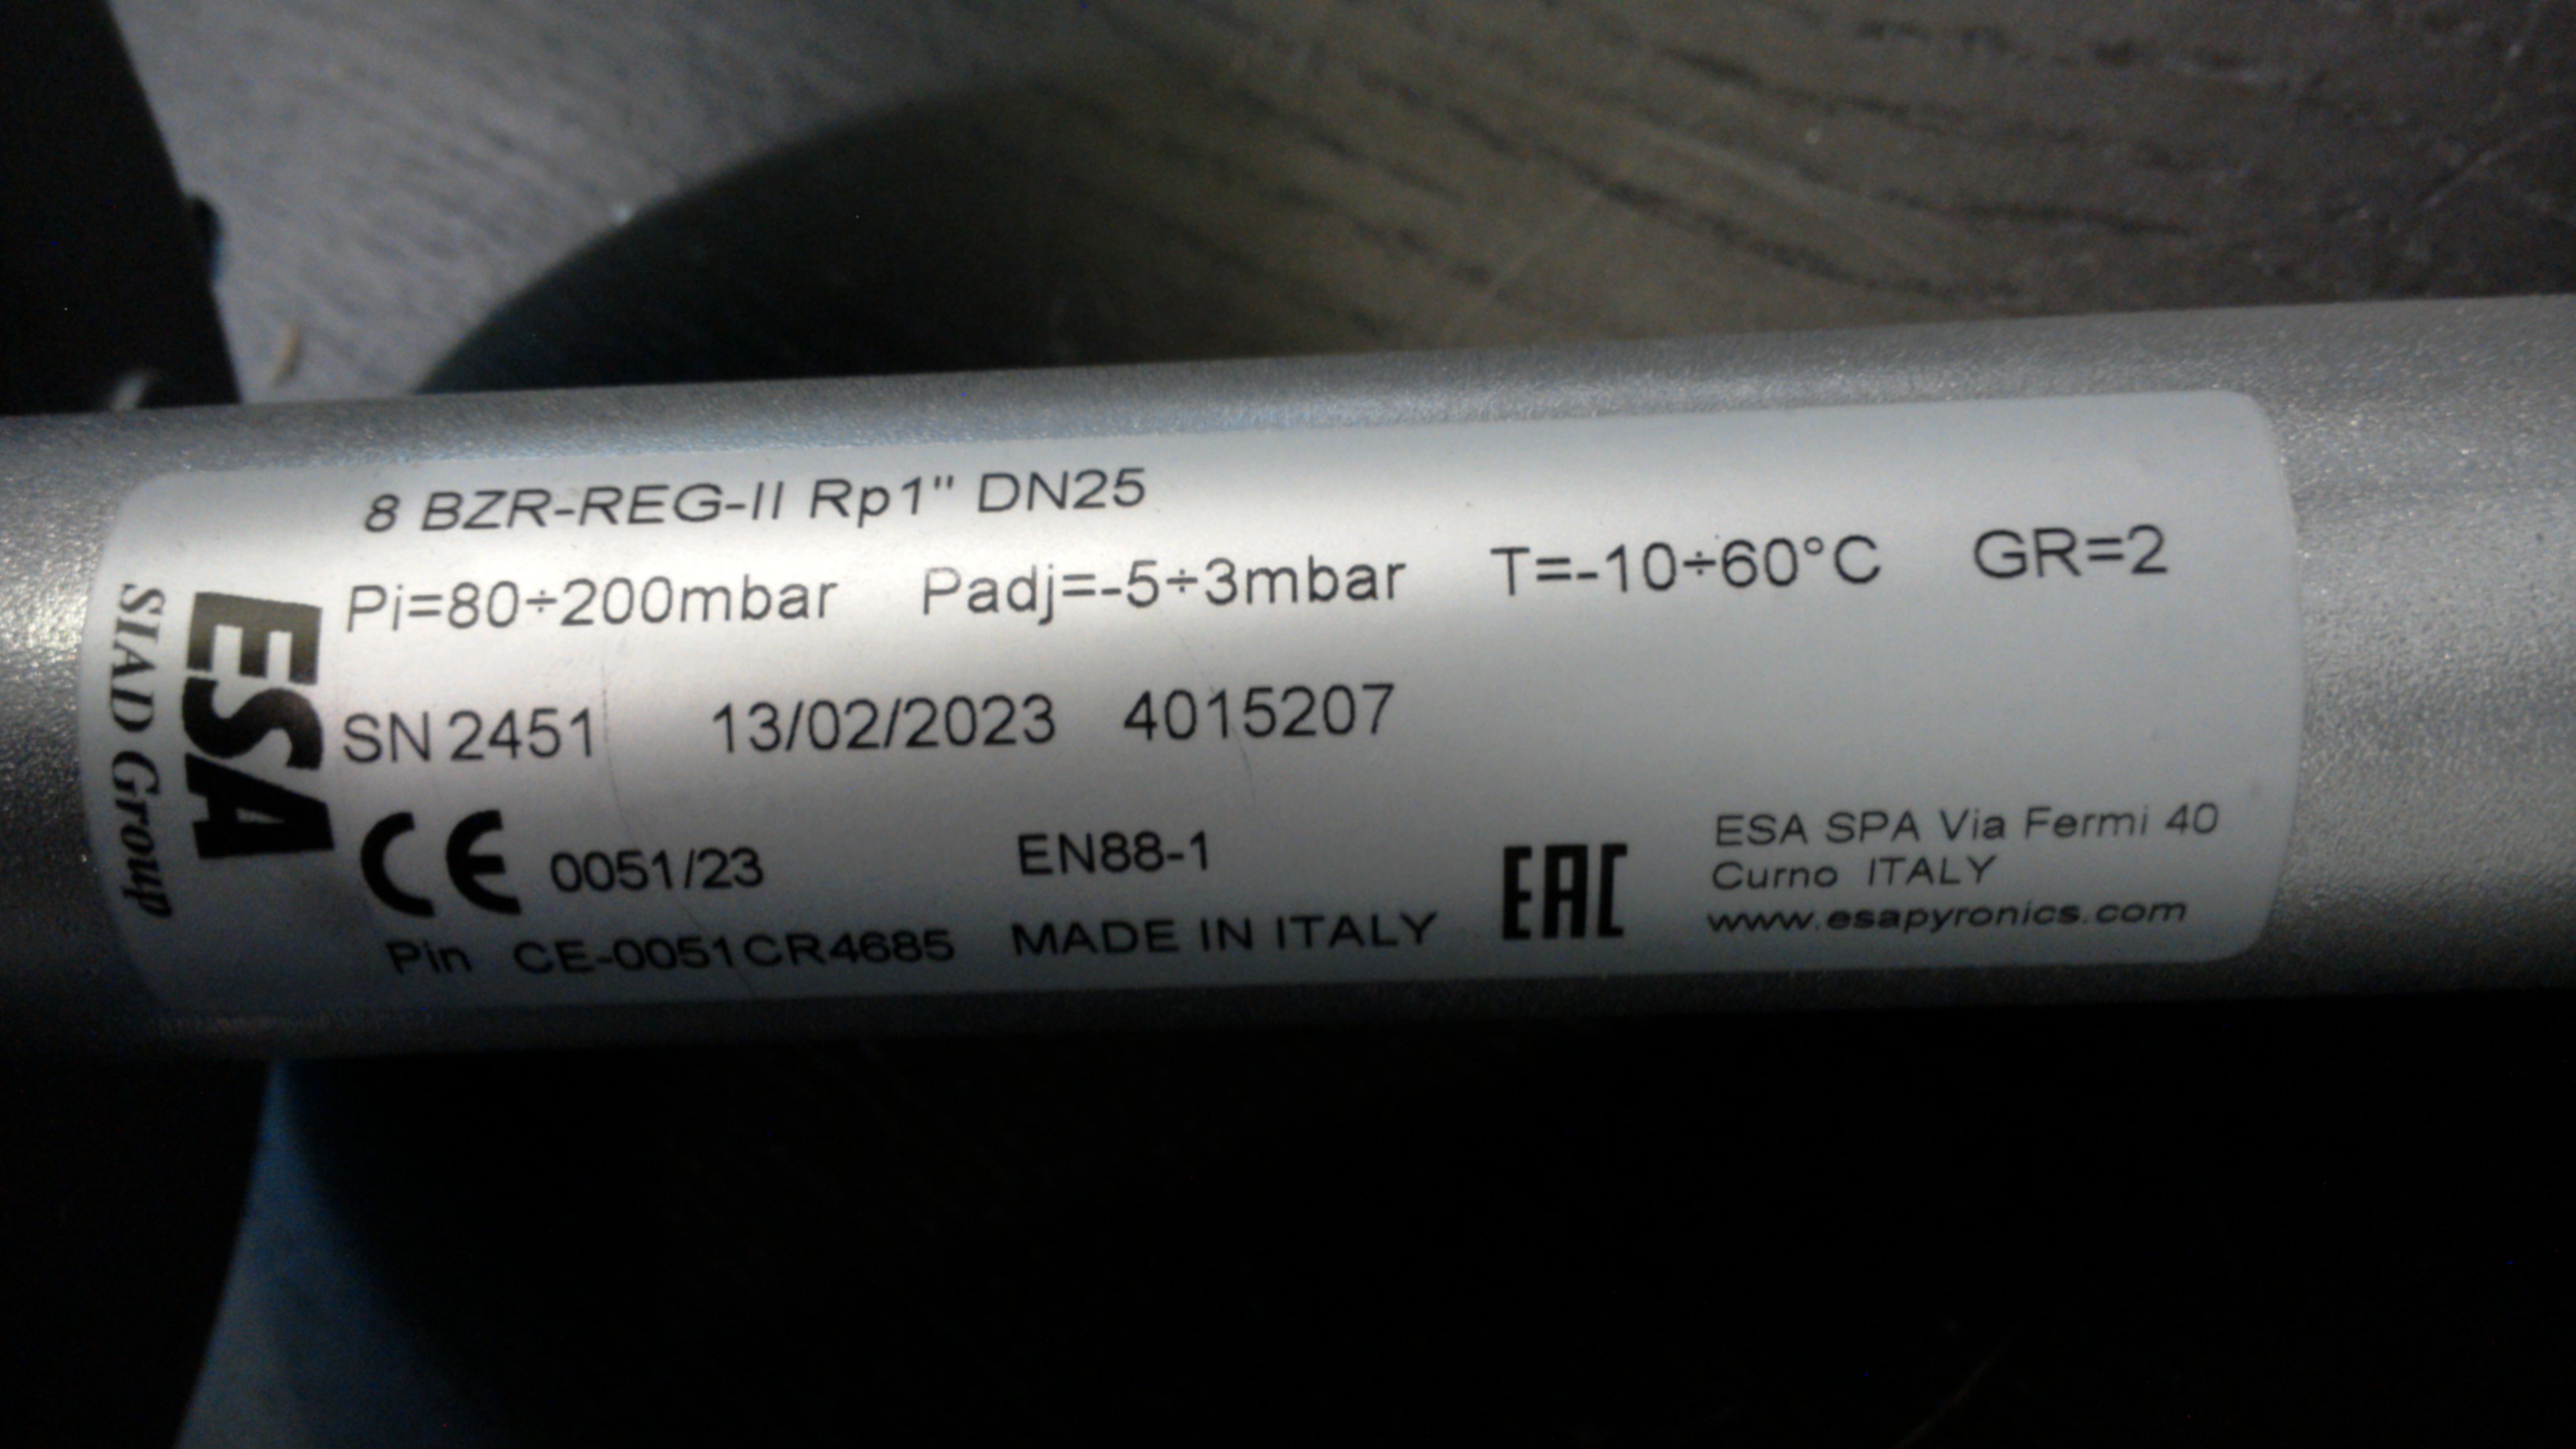 8 BZR-REG-II Rp1" DN25
Pi=80÷200mbar Padj=-5÷3mbar T=-10÷60°C GR=2
SN 2451 13/02/2023 4015207
CE 0051/23 EN88-1
Pin CE-0051CR4685 MADE IN ITALY
EAC
ESA SPA Via Fermi 40
Curno ITALY
www.esapyronics.com
ESA
SIAD Group